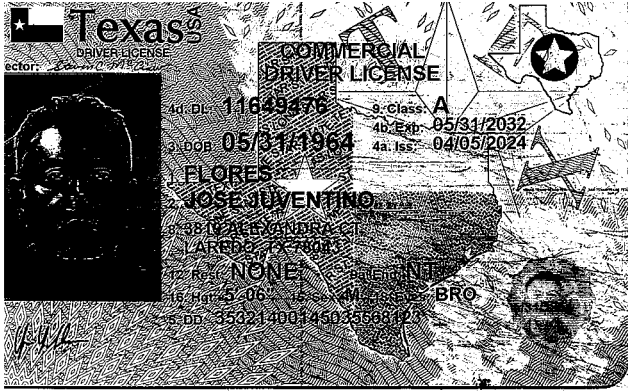 Texas USA
DRIVER LICENSE
COMMERCIAL
DRIVER LICENSE
4d. DL: 11649476 9. Class: A
4b. Exp: 05/31/2032
3. DOB: 05/31/1964 4a. Iss: 04/05/2024
1. FLORES
2. JOSE JUVENTINO
8. 3819 ALEXANDRA CT
LAREDO, TX 78043
12. Rest: NONE 9a. End: NT
16. Hgt: 5'-06" 15. Sex: M 18. Eyes: BRO
5. DD: